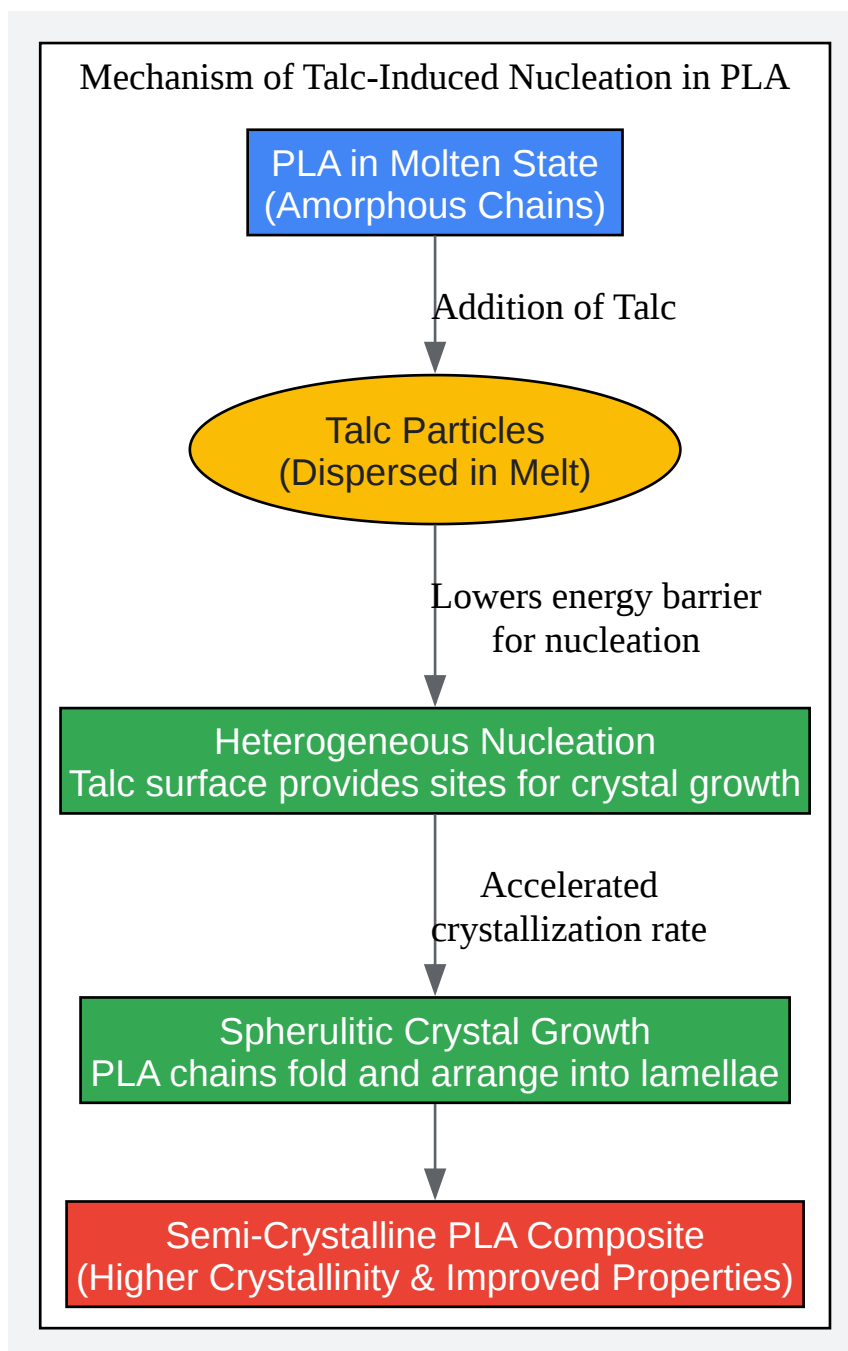 Mechanism of Talc-Induced Nucleation in PLA
PLA in Molten State
(Amorphous Chains)
Addition of Talc
Talc Particles
(Dispersed in Melt)
Lowers energy barrier
for nucleation
Heterogeneous Nucleation
Talc surface provides sites for crystal growth
Accelerated
crystallization rate
Spherulitic Crystal Growth
PLA chains fold and arrange into lamellae
Semi-Crystalline PLA Composite
(Higher Crystallinity & Improved Properties)